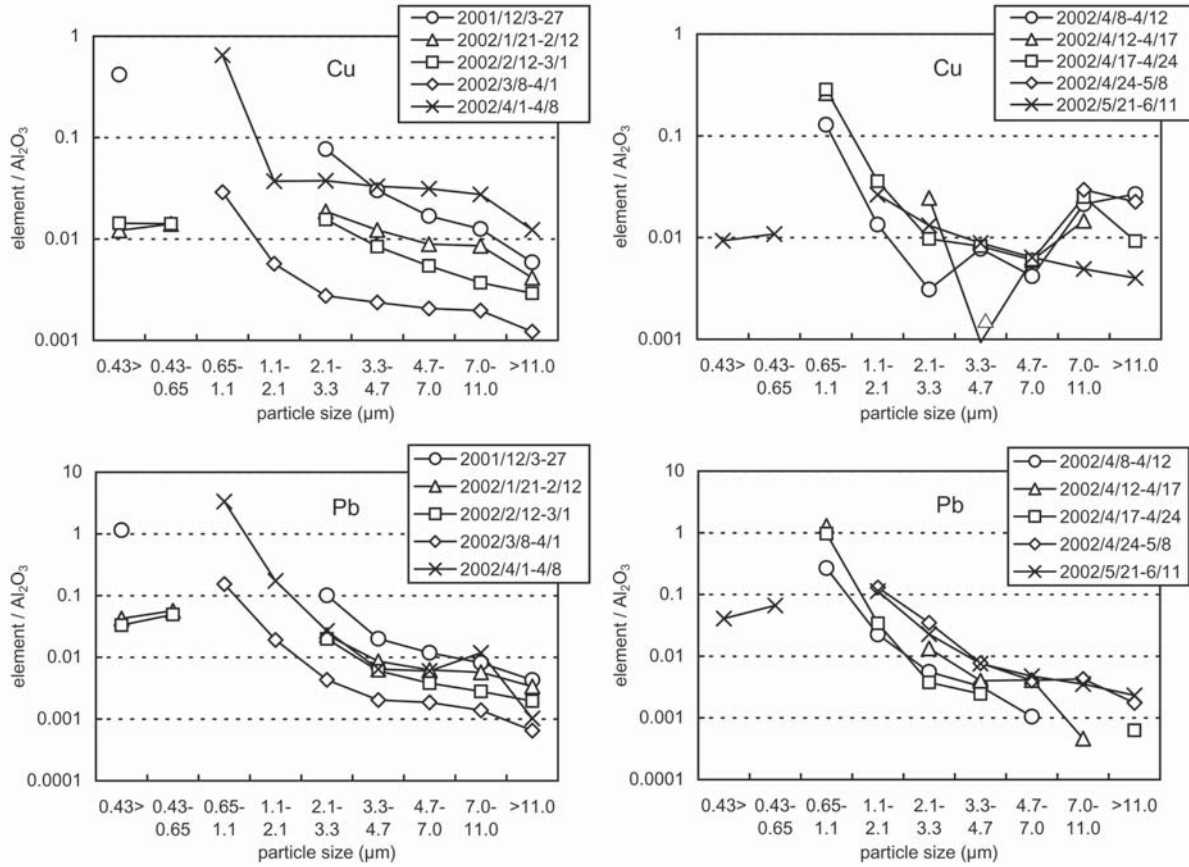 2001/12/3-27
2002/1/21-2/12
2002/2/12-3/1
2002/3/8-4/1
2002/4/1-4/8
Cu
1
0.1
0.01
0.001
element / Al₂O₃
0.43> 0.43- 0.65- 1.1- 2.1- 3.3- 4.7- 7.0- >11.0
0.65 1.1 2.1 3.3 4.7 7.0 11.0
particle size (μm)
2002/4/8-4/12
2002/4/12-4/17
2002/4/17-4/24
2002/4/24-5/8
2002/5/21-6/11
Cu
1
0.1
0.01
0.001
element / Al₂O₃
0.43> 0.43- 0.65- 1.1- 2.1- 3.3- 4.7- 7.0- >11.0
0.65 1.1 2.1 3.3 4.7 7.0 11.0
particle size (μm)
2001/12/3-27
2002/1/21-2/12
2002/2/12-3/1
2002/3/8-4/1
2002/4/1-4/8
Pb
10
1
0.1
0.01
0.001
0.0001
element / Al₂O₃
0.43> 0.43- 0.65- 1.1- 2.1- 3.3- 4.7- 7.0- >11.0
0.65 1.1 2.1 3.3 4.7 7.0 11.0
particle size (μm)
2002/4/8-4/12
2002/4/12-4/17
2002/4/17-4/24
2002/4/24-5/8
2002/5/21-6/11
Pb
10
1
0.1
0.01
0.001
0.0001
element / Al₂O₃
0.43> 0.43- 0.65- 1.1- 2.1- 3.3- 4.7- 7.0- >11.0
0.65 1.1 2.1 3.3 4.7 7.0 11.0
particle size (μm)